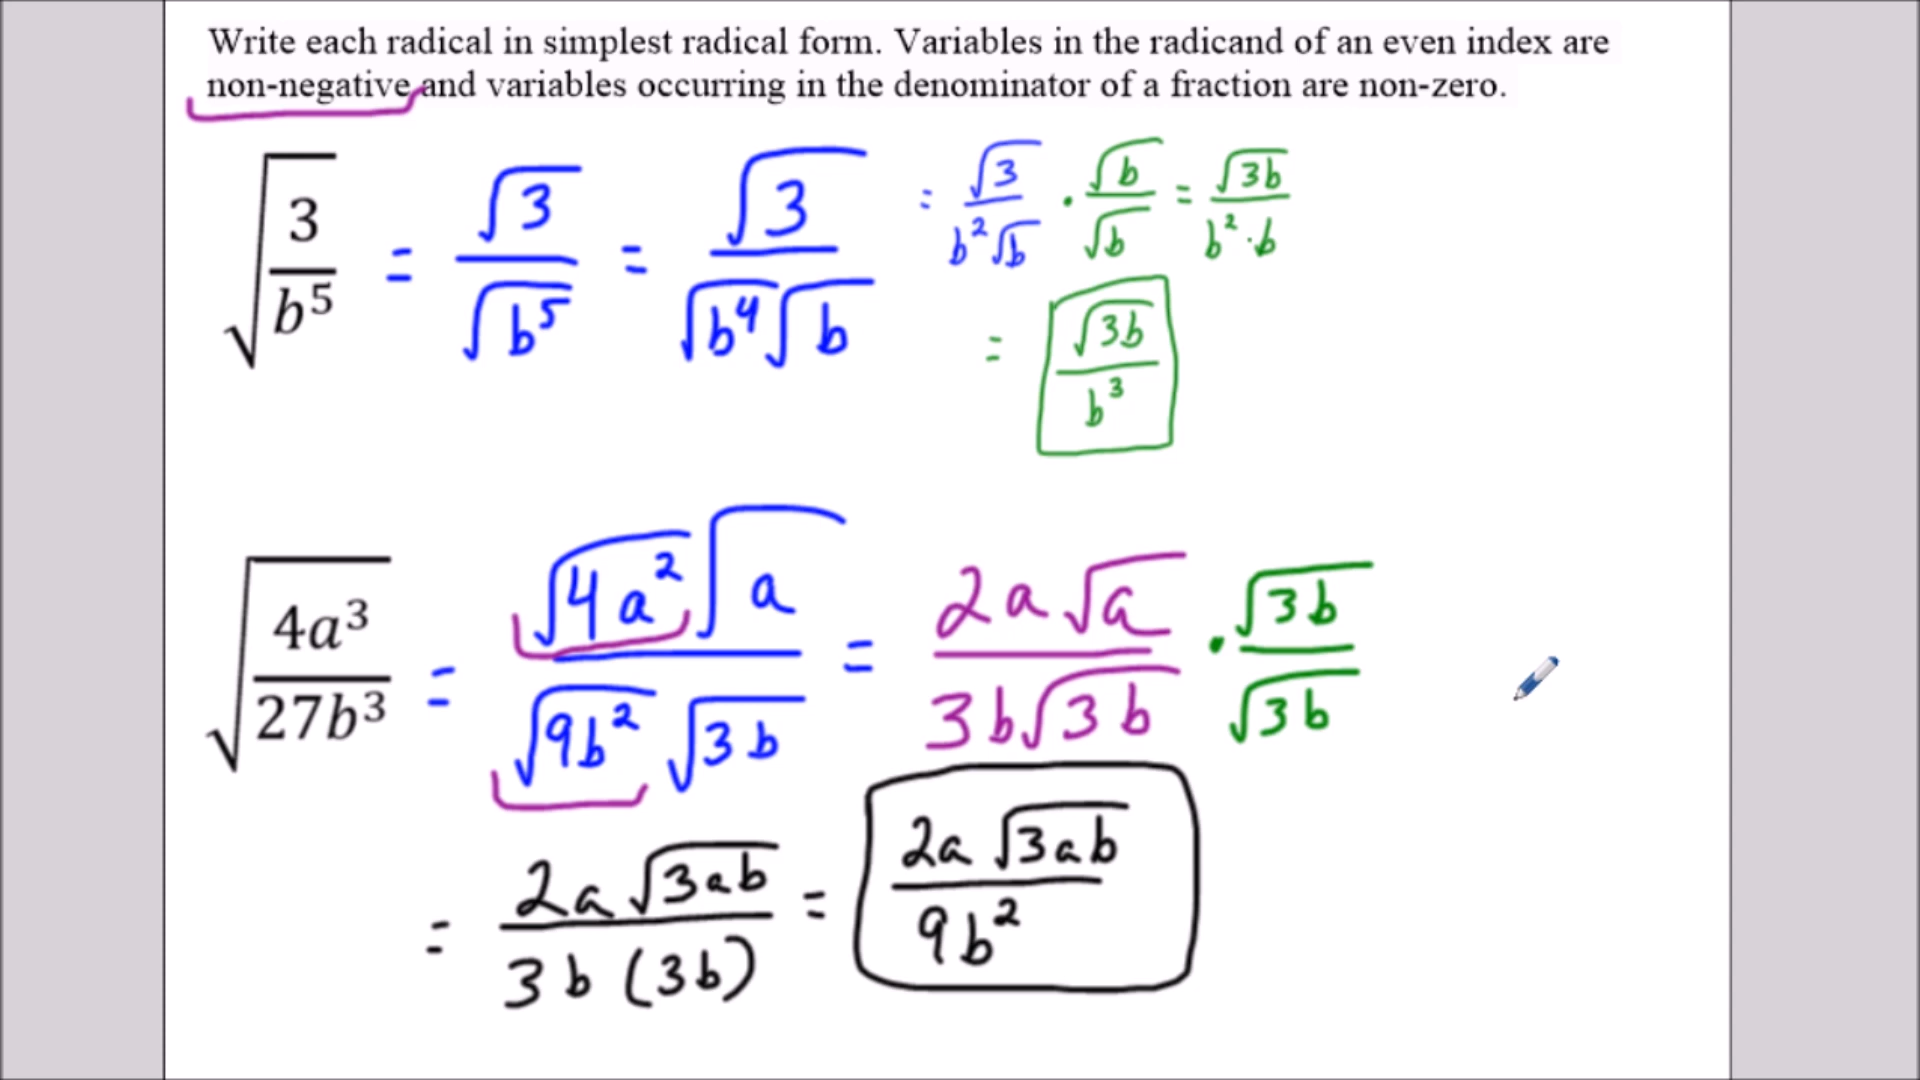 Write each radical in simplest radical form. Variables in the radicand of an even index are
non-negative and variables occurring in the denominator of a fraction are non-zero.
√(3/b⁵) = √3/√b⁵ = √3/(√b⁴√b) = √3/(b²√b) · √b/√b = √3b/(b²·b)
= √3b/b³
√(4a³/27b³) = (√4a² √a)/(√9b² √3b) = (2a√a)/(3b√3b) · √3b/√3b
= (2a√3ab)/(3b(3b)) = (2a√3ab)/(9b²)